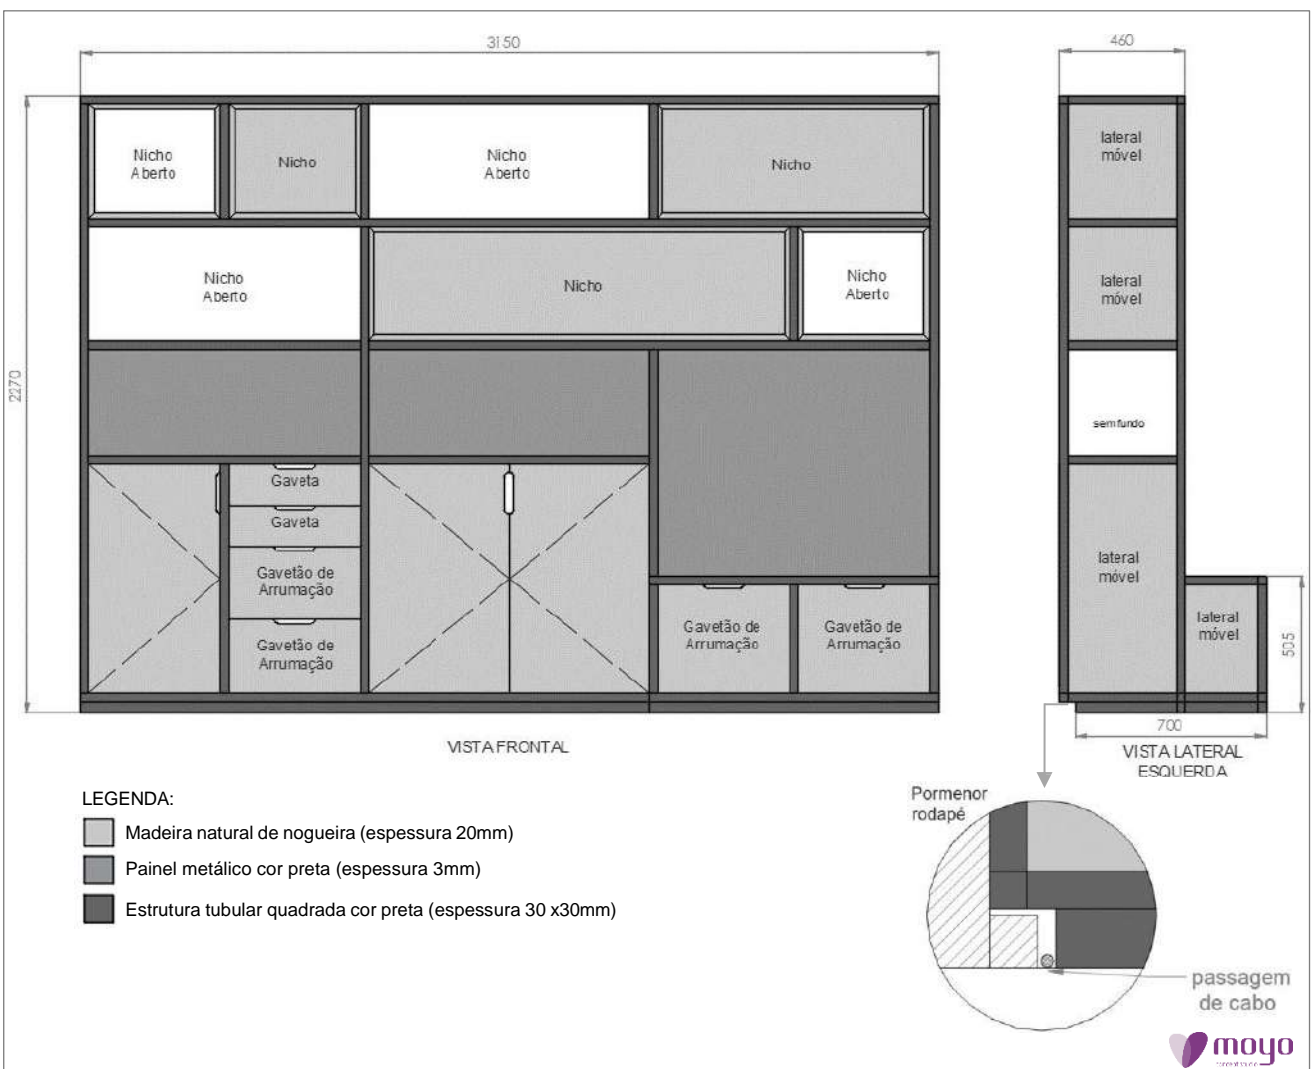 3150
460
Nicho
Aberto
Nicho
Nicho
Aberto
Nicho
lateral
móvel
Nicho
Aberto
Nicho
Nicho
Aberto
lateral
móvel
2270
sem fundo
Gaveta
Gaveta
Gavetão de
Arrumação
Gavetão de
Arrumação
Gavetão de
Arrumação
Gavetão de
Arrumação
lateral
móvel
lateral
móvel
505
700
VISTA FRONTAL
VISTA LATERAL
ESQUERDA
LEGENDA:
Madeira natural de nogueira (espessura 20mm)
Painel metálico cor preta (espessura 3mm)
Estrutura tubular quadrada cor preta (espessura 30 x30mm)
Pormenor
rodapé
passagem
de cabo
moyo